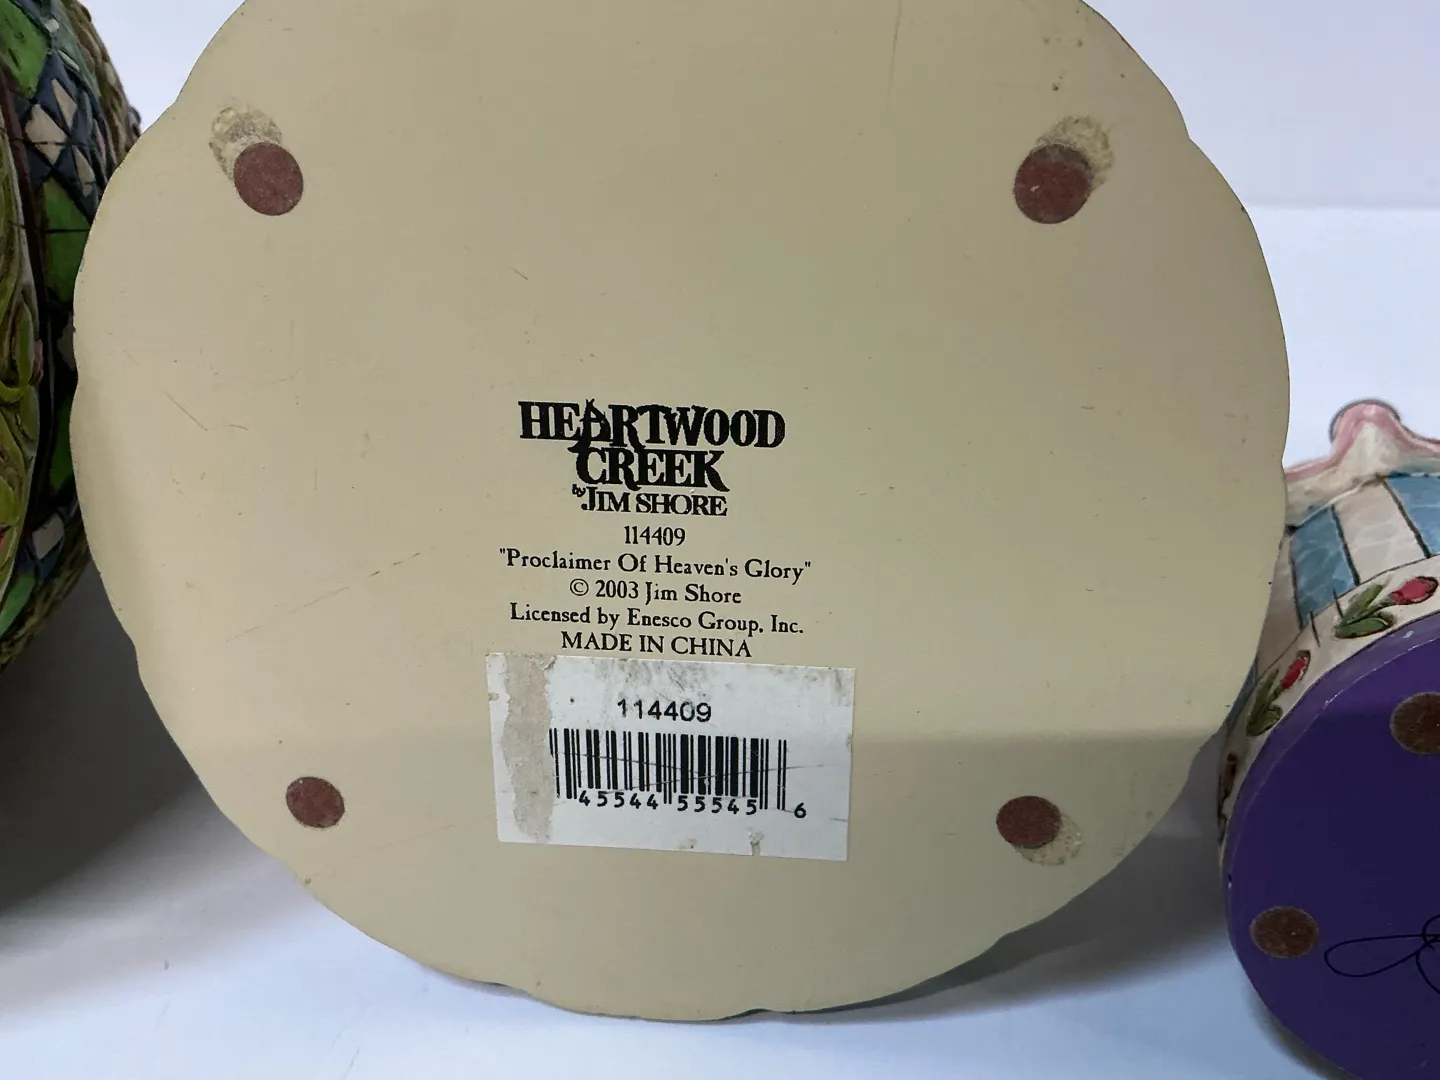 HEARTWOOD
CREEK
by JIM SHORE
114409
"Proclaimer Of Heaven's Glory"
© 2003 Jim Shore
Licensed by Enesco Group, Inc.
MADE IN CHINA
114409
45544 55545 6